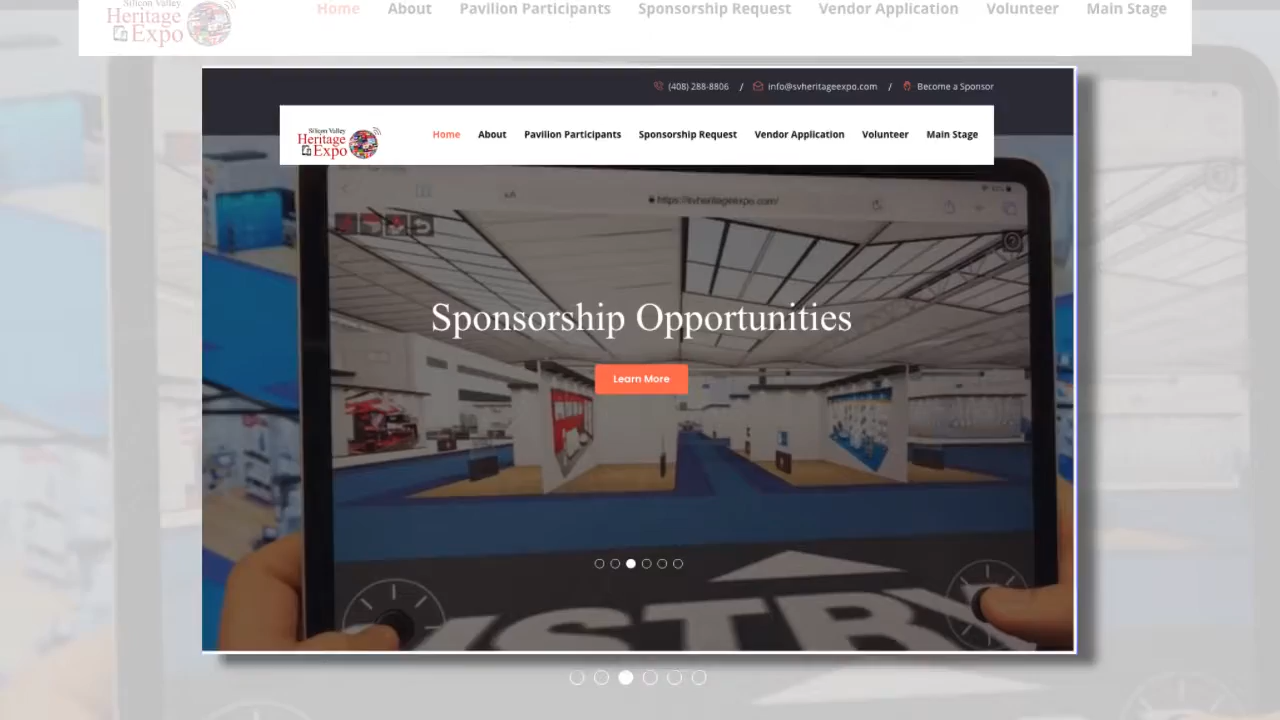 Silicon Valley
Heritage
Expo
Home About Pavilion Participants Sponsorship Request Vendor Application Volunteer Main Stage
(408) 288-8806 / info@svheritageexpo.com / Become a Sponsor
Silicon Valley
Heritage
Expo
Home About Pavilion Participants Sponsorship Request Vendor Application Volunteer Main Stage
AA
https://svheritageexpo.com/
Sponsorship Opportunities
Learn More